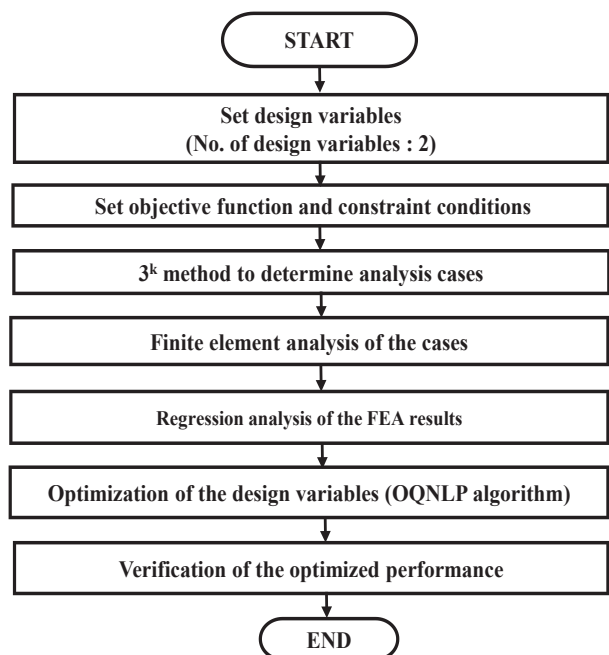 START
Set design variables
(No. of design variables : 2)
Set objective function and constraint conditions
3ᵏ method to determine analysis cases
Finite element analysis of the cases
Regression analysis of the FEA results
Optimization of the design variables (OQNLP algorithm)
Verification of the optimized performance
END